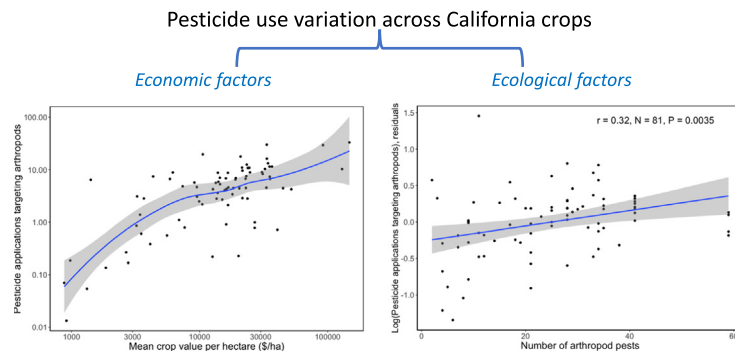 Pesticide use variation across California crops
Economic factors
Ecological factors
Pesticide applications targeting arthropods
100.00
10.00
1.00
0.10
0.01
1000
3000
10000
30000
100000
Mean crop value per hectare ($/ha)
Log(Pesticide applications targeting arthropods), residuals
r = 0.32, N = 81, P = 0.0035
1.5
1.0
0.5
0.0
-0.5
-1.0
0
20
40
60
Number of arthropod pests